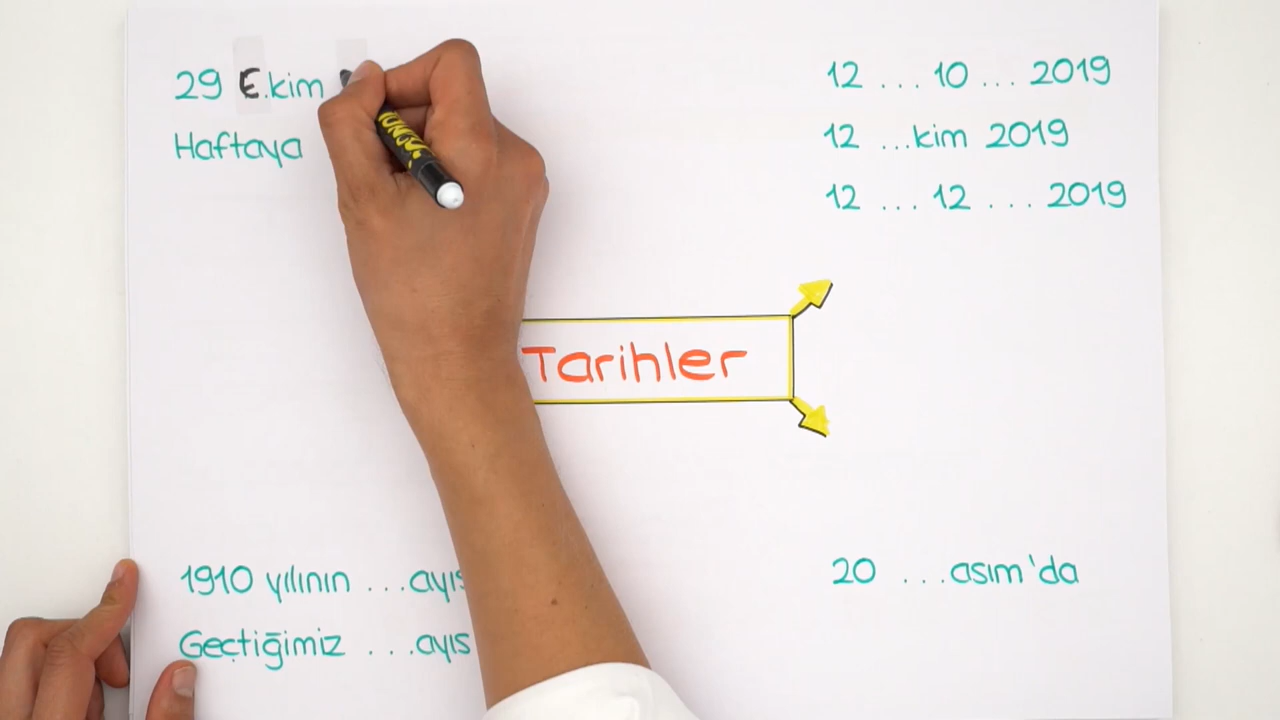 29 E.kim
Haftaya
12 ... 10 ... 2019
12 ...kim 2019
12 ... 12 ... 2019
Tarihler
1910 yılının ...ayıs
Geçtiğimiz ...ayıs
20 ...asım'da